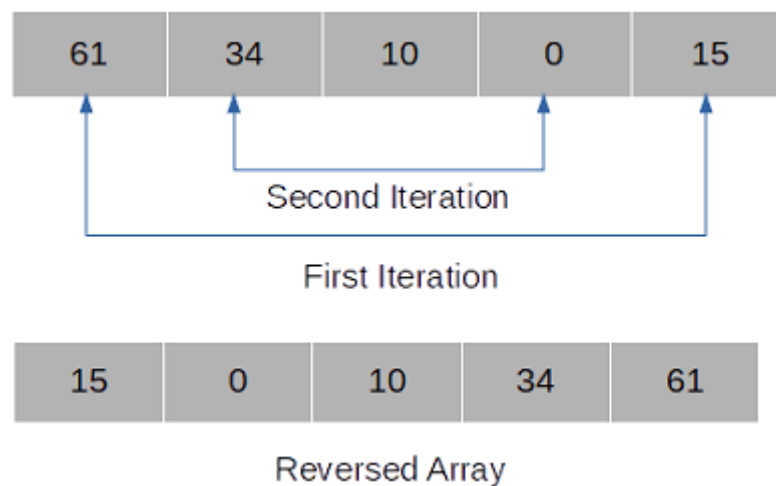 61 34 10 0 15
Second Iteration
First Iteration
15 0 10 34 61
Reversed Array